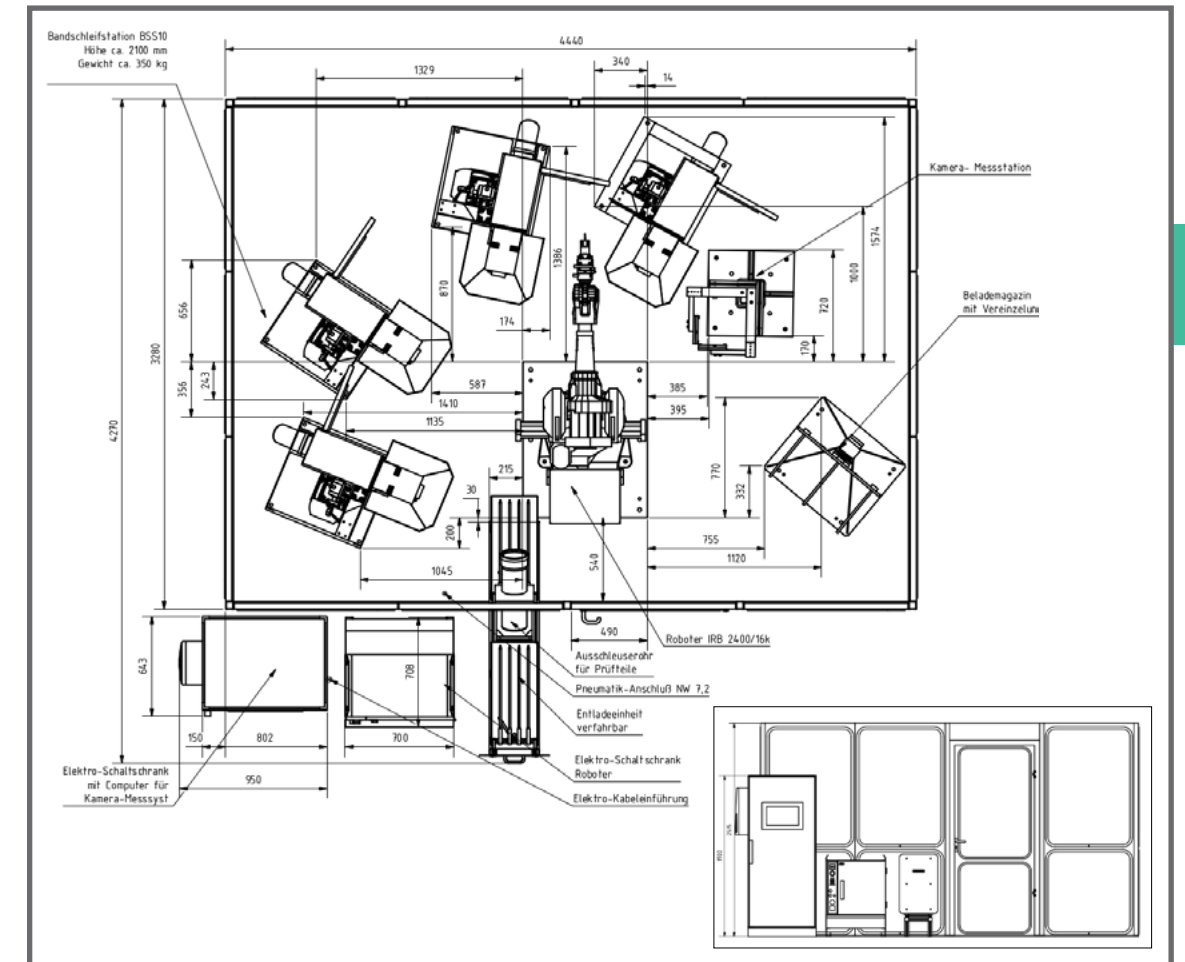 Bandschleifstation BSS10
Höhe ca. 2100 mm
Gewicht ca. 350 kg
4440
1329
340
14
Kamera- Messstation
1574
1386
1000
870
656
174
720
Belademagazin
mit Vereinzelun
170
3280
243
356
587
385
1410
395
1135
4270
215
770
332
30
200
755
540
1045
1120
490
Roboter IRB 2400/16k
643
708
Ausschleuserohr
für Prüfteile
Pneumatik-Anschluß NW 7,2
Entladeeinheit
verfahrbar
150
802
700
Elektro-Schaltschrank
Roboter
Elektro-Schaltschrank
mit Computer für
Kamera-Messsyst
950
Elektro-Kabeleinführung